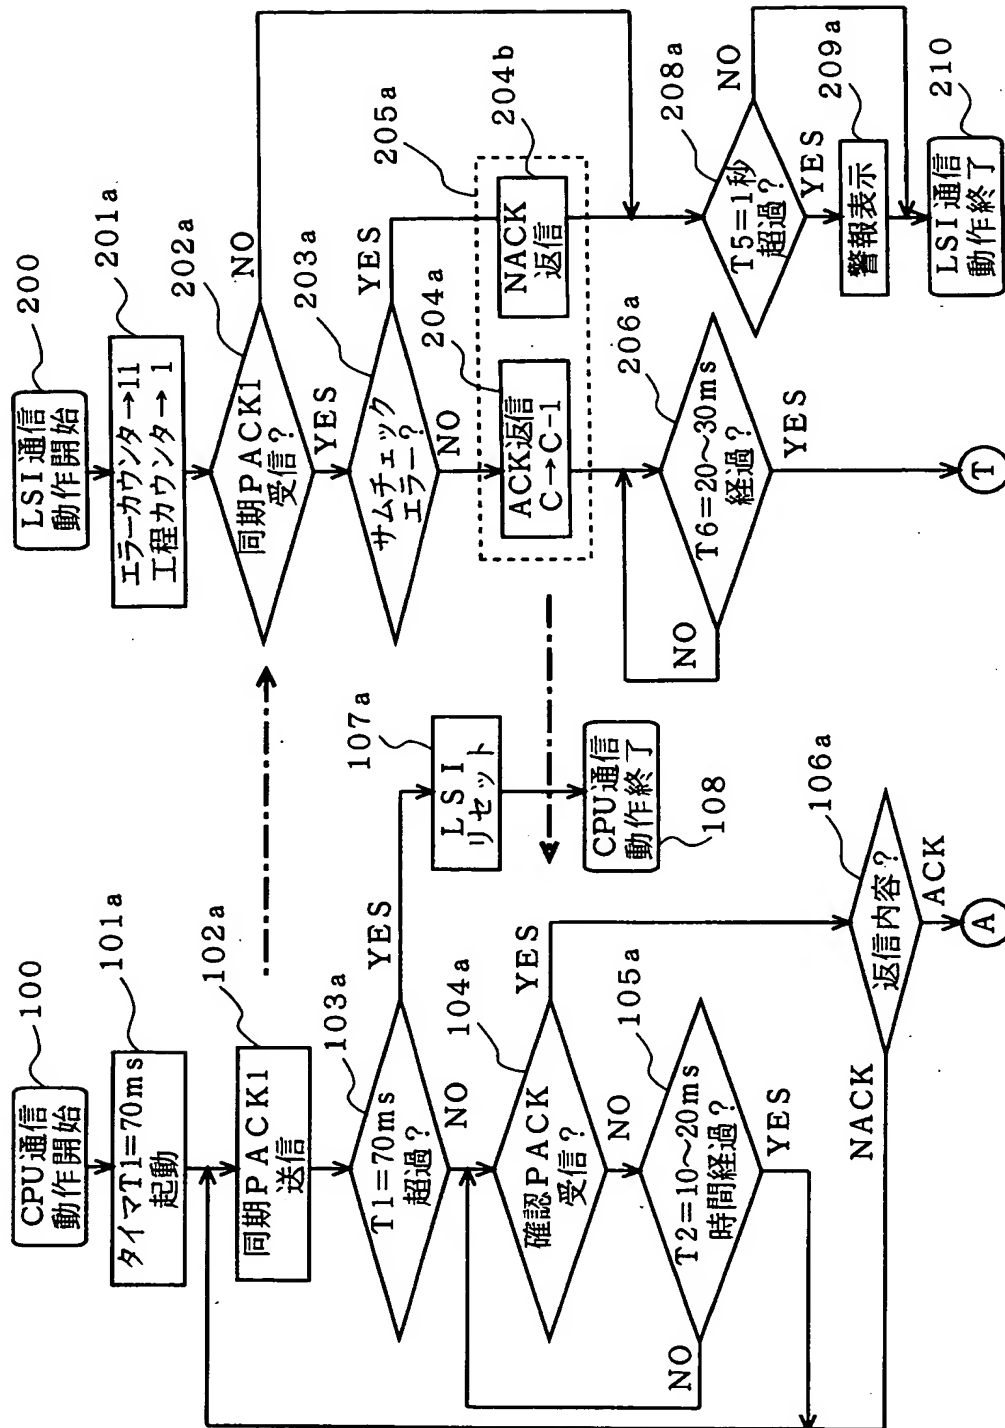 100
CPU通信
動作開始
101a
タイマT1=70ms
起動
102a
同期PACK1
送信
103a
T1=70ms
超過?
YES
NO
107a
LSI
リセット
CPU通信
動作終了
108
104a
確認PACK
受信?
YES
NO
105a
T2=10~20ms
時間経過?
NO
YES
106a
返信内容?
NACK
ACK
A
200
LSI通信
動作開始
201a
エラーカウンタ→11
工程カウンタ→1
202a
同期PACK1
受信?
NO
YES
203a
サムチェック
エラー?
YES
NO
205a
204a
ACK返信
C→C-1
204b
NACK
返信
206a
T6=20~30ms
経過?
NO
YES
T
208a
T5=1秒
超過?
NO
YES
209a
警報表示
210
LSI通信
動作終了